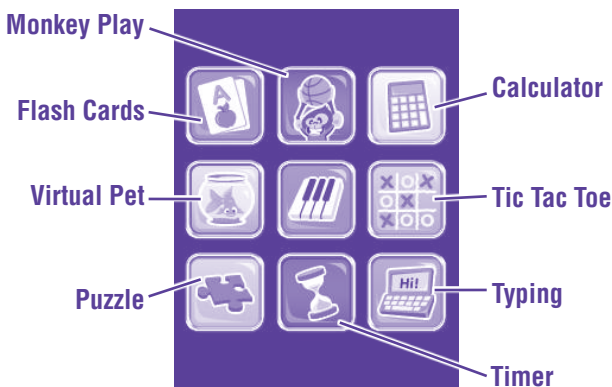 Monkey Play
Flash Cards
A
Calculator
Virtual Pet
X O X
O X
X O O
Tic Tac Toe
Puzzle
Hi!
Typing
Timer